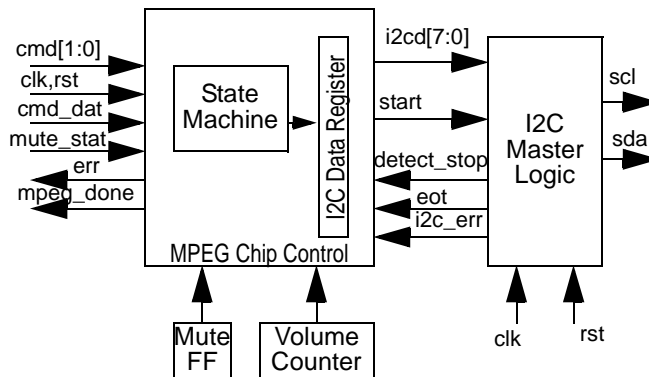 cmd[1:0]
clk,rst
cmd_dat
mute_stat
err
mpeg_done
State
Machine
I2C Data Register
MPEG Chip Control
i2cd[7:0]
start
detect_stop
eot
i2c_err
I2C
Master
Logic
scl
sda
clk
rst
Mute
FF
Volume
Counter